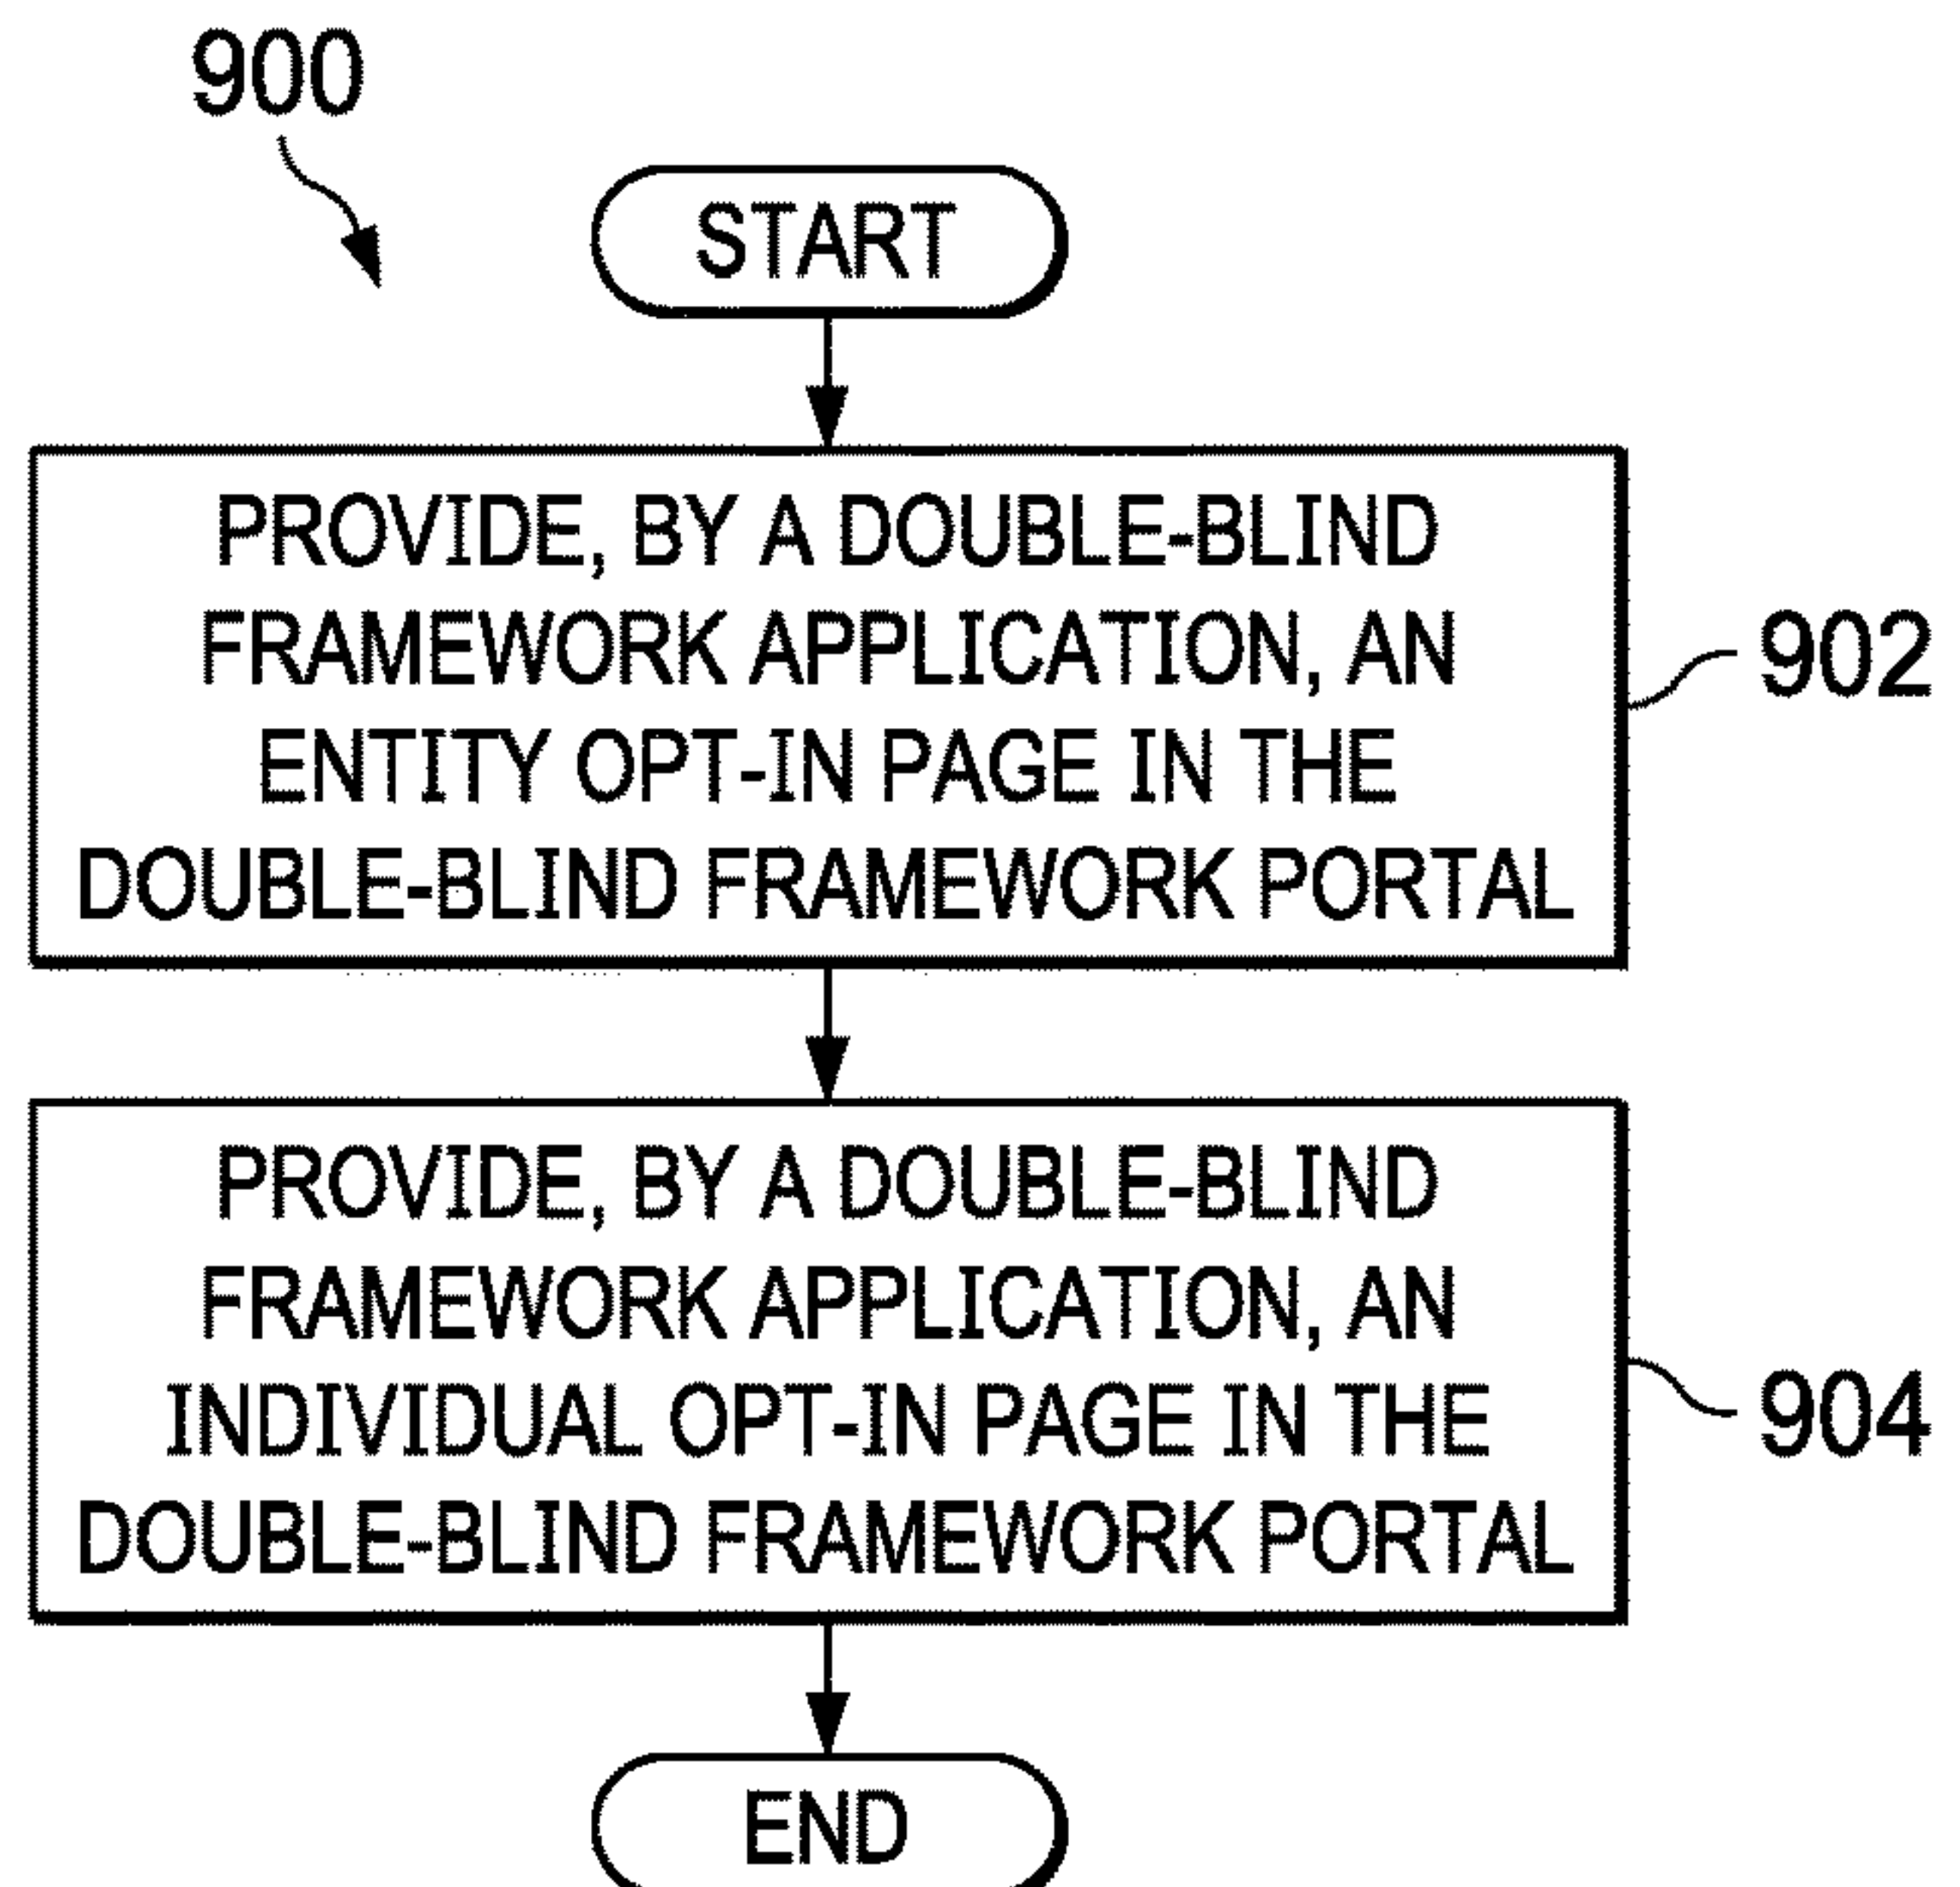 900
START
PROVIDE, BY A DOUBLE-BLIND
FRAMEWORK APPLICATION, AN
ENTITY OPT-IN PAGE IN THE
DOUBLE-BLIND FRAMEWORK PORTAL
902
PROVIDE, BY A DOUBLE-BLIND
FRAMEWORK APPLICATION, AN
INDIVIDUAL OPT-IN PAGE IN THE
DOUBLE-BLIND FRAMEWORK PORTAL
904
END